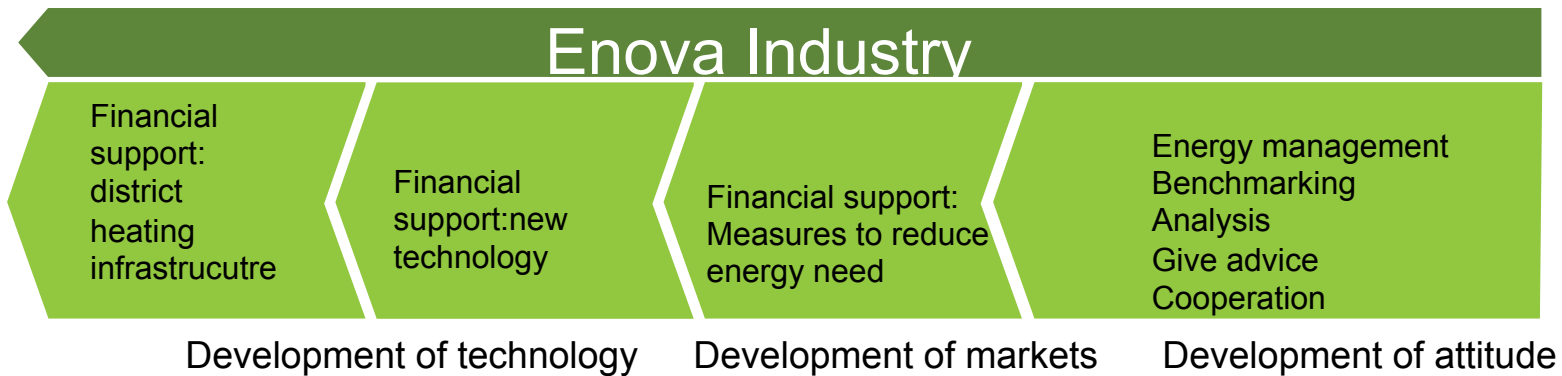 Enova Industry
Financial
support:
district
heating
infrastrucutre
Financial
support:new
technology
Financial support:
Measures to reduce
energy need
Energy management
Benchmarking
Analysis
Give advice
Cooperation
Development of technology
Development of markets
Development of attitude